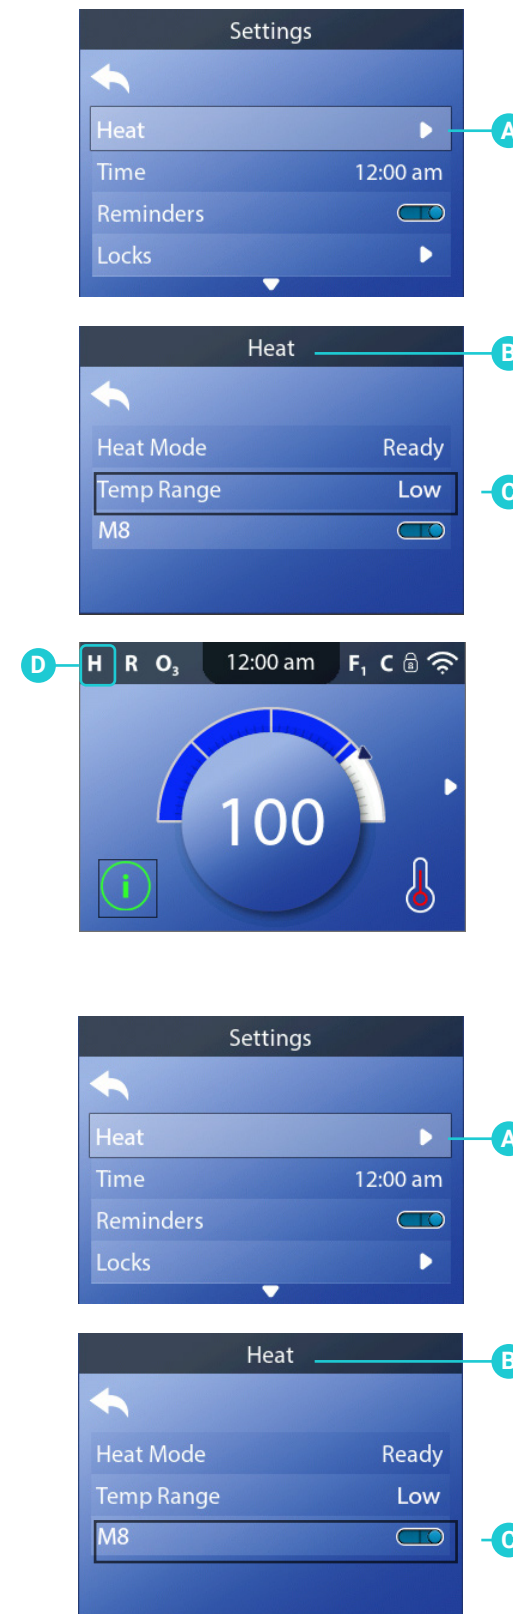 Settings
Heat
A
Time 12:00 am
Reminders
Locks
Heat
B
Heat Mode Ready
Temp Range Low
C
M8
D
H R O₃ 12:00 am F₁ C 8
100
i
Settings
Heat
A
Time 12:00 am
Reminders
Locks
Heat
B
Heat Mode Ready
Temp Range Low
M8
C